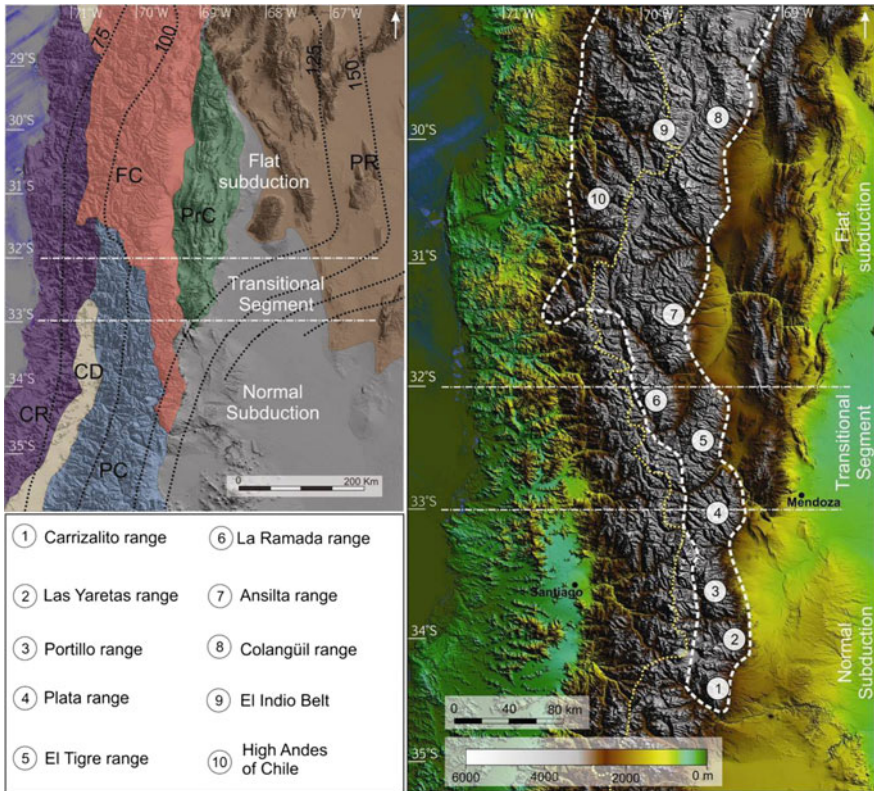 71°W
70°W
69°W
68°W
67°W
75
100
125
150
29°S
30°S
31°S
32°S
33°S
34°S
35°S
FC
PrC
PR
Flat
subduction
Transitional
Segment
Normal
Subduction
CD
CR
PC
0
200 Km
1 Carrizalito range
2 Las Yaretas range
3 Portillo range
4 Plata range
5 El Tigre range
6 La Ramada range
7 Ansilta range
8 Colangüil range
9 El Indio Belt
10 High Andes
of Chile
71°W
70°W
69°W
29°S
30°S
31°S
32°S
33°S
34°S
35°S
8
9
10
7
6
5
4
3
2
1
Flat
subduction
Transitional
Segment
Normal
Subduction
Mendoza
Santiago
0 40 80 km
6000 4000 2000 0 m